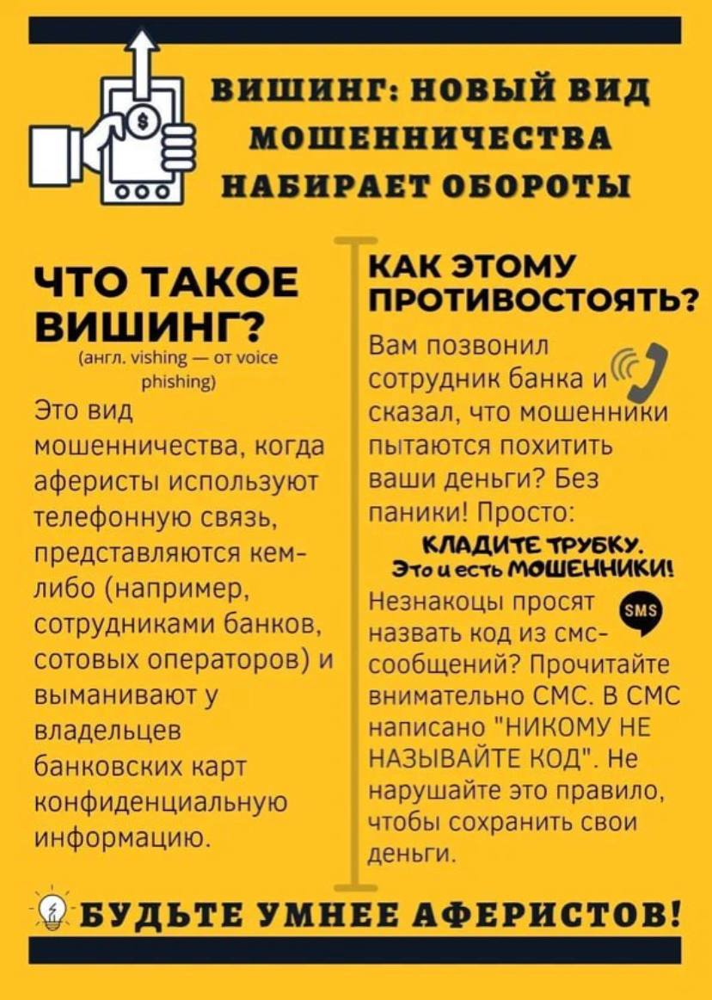 ВИШИНГ: НОВЫЙ ВИД
МОШЕННИЧЕСТВА
НАБИРАЕТ ОБОРОТЫ
ЧТО ТАКОЕ
ВИШИНГ?
(англ. vishing — от voice
phishing)
Это вид
мошенничества, когда
аферисты используют
телефонную связь,
представляются кем-
либо (например,
сотрудниками банков,
сотовых операторов) и
выманивают у
владельцев
банковских карт
конфиденциальную
информацию.
КАК ЭТОМУ
ПРОТИВОСТОЯТЬ?
Вам позвонил
сотрудник банка и
сказал, что мошенники
пытаются похитить
ваши деньги? Без
паники! Просто:
КЛАДИТЕ ТРУБКУ.
Это и есть МОШЕННИКИ!
Незнакоцы просят
SMS
назвать код из смс-
сообщений? Прочитайте
внимательно СМС. В СМС
написано "НИКОМУ НЕ
НАЗЫВАЙТЕ КОД". Не
нарушайте это правило,
чтобы сохранить свои
деньги.
БУДЬТЕ УМНЕЕ АФЕРИСТОВ!